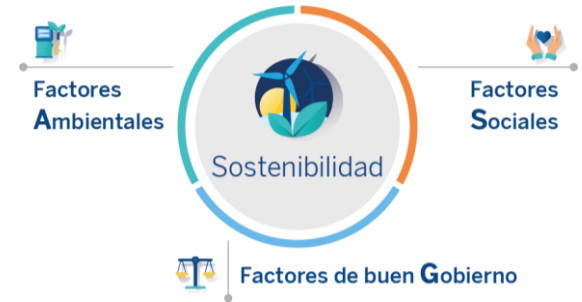 Factores
Ambientales
Factores
Sociales
Sostenibilidad
Factores de buen Gobierno